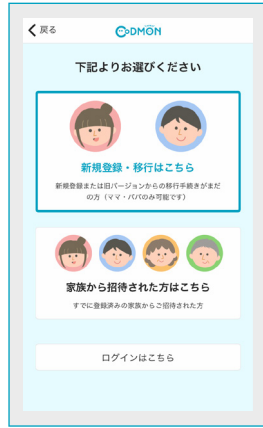 戻る
CoDMON
下記よりお選びください
新規登録・移行はこちら
新規登録または旧バージョンからの移行手続きがまだ
の方(ママ・パパのみ可能です)
家族から招待された方はこちら
すでに登録済みの家族からご招待された方
ログインはこちら